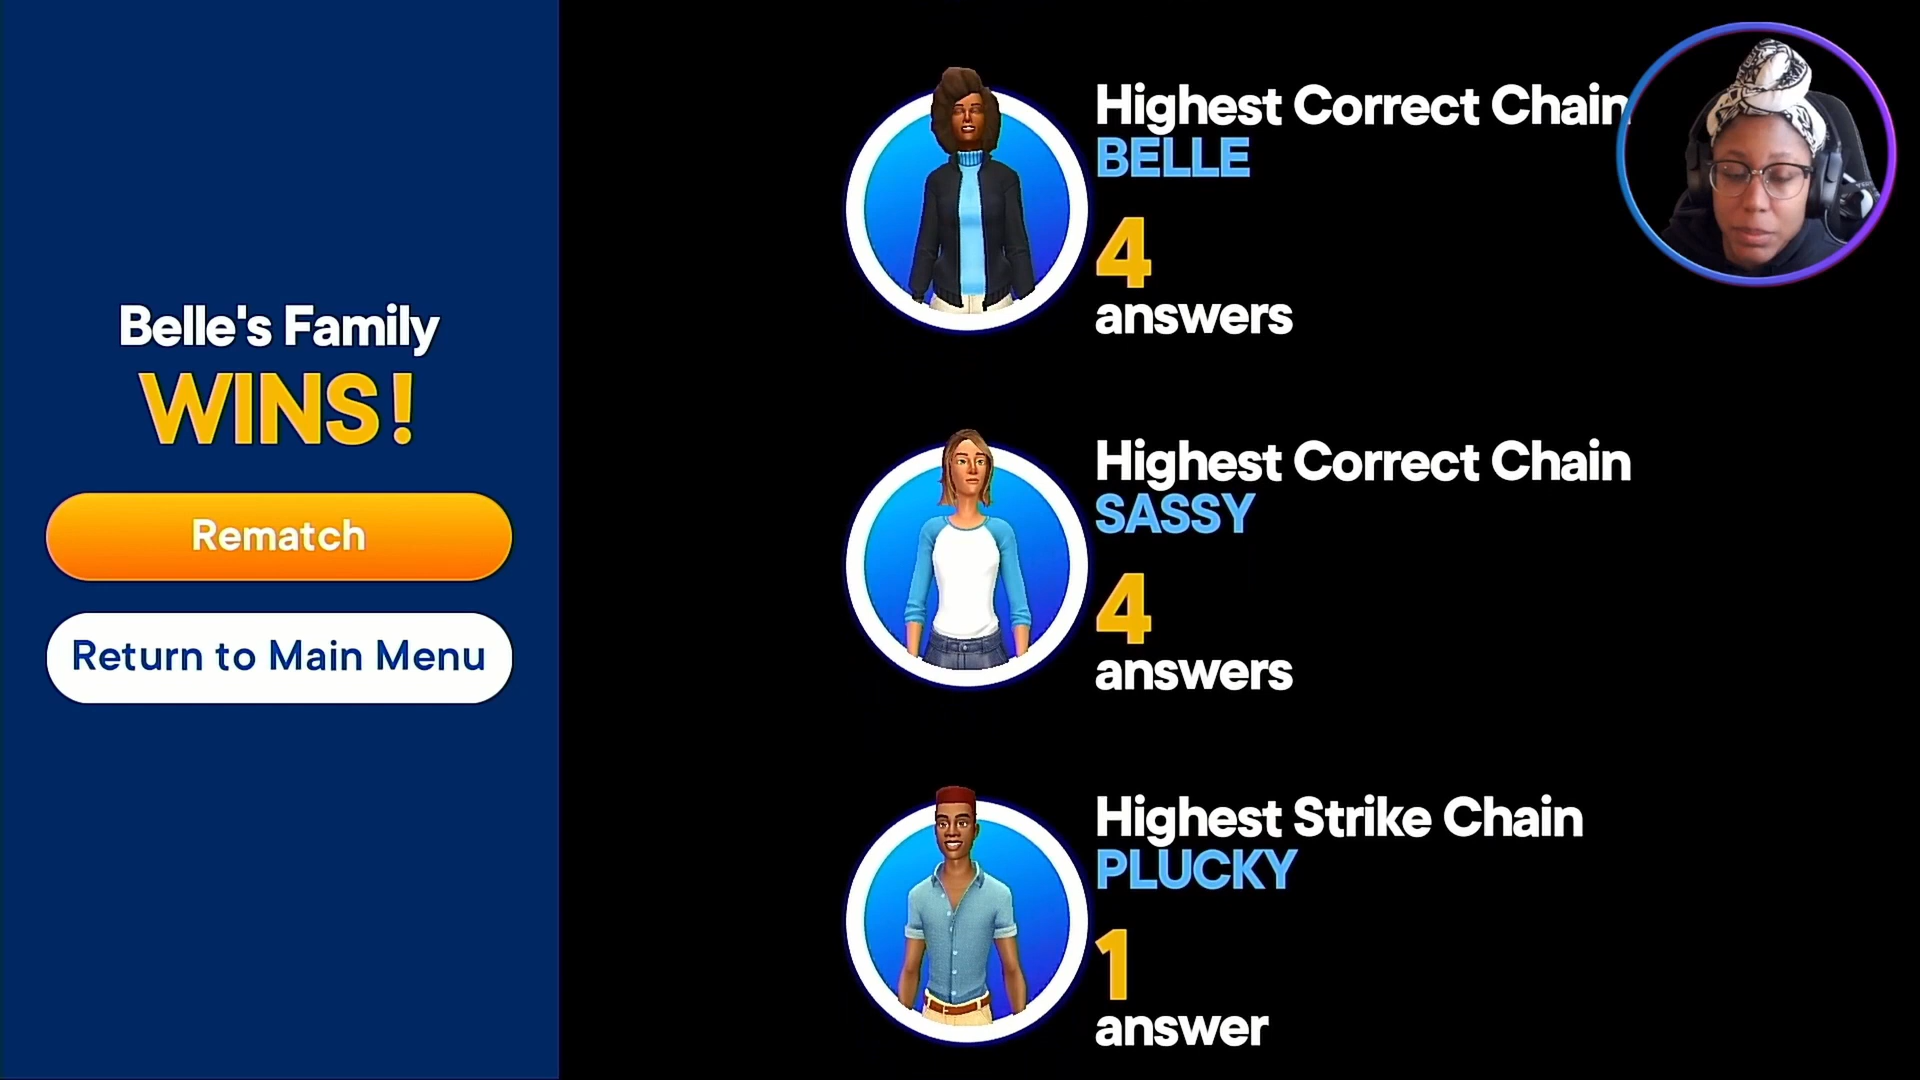 Belle's Family
WINS!
Rematch
Return to Main Menu
Highest Correct Chain
BELLE
4
answers
Highest Correct Chain
SASSY
4
answers
Highest Strike Chain
PLUCKY
1
answer